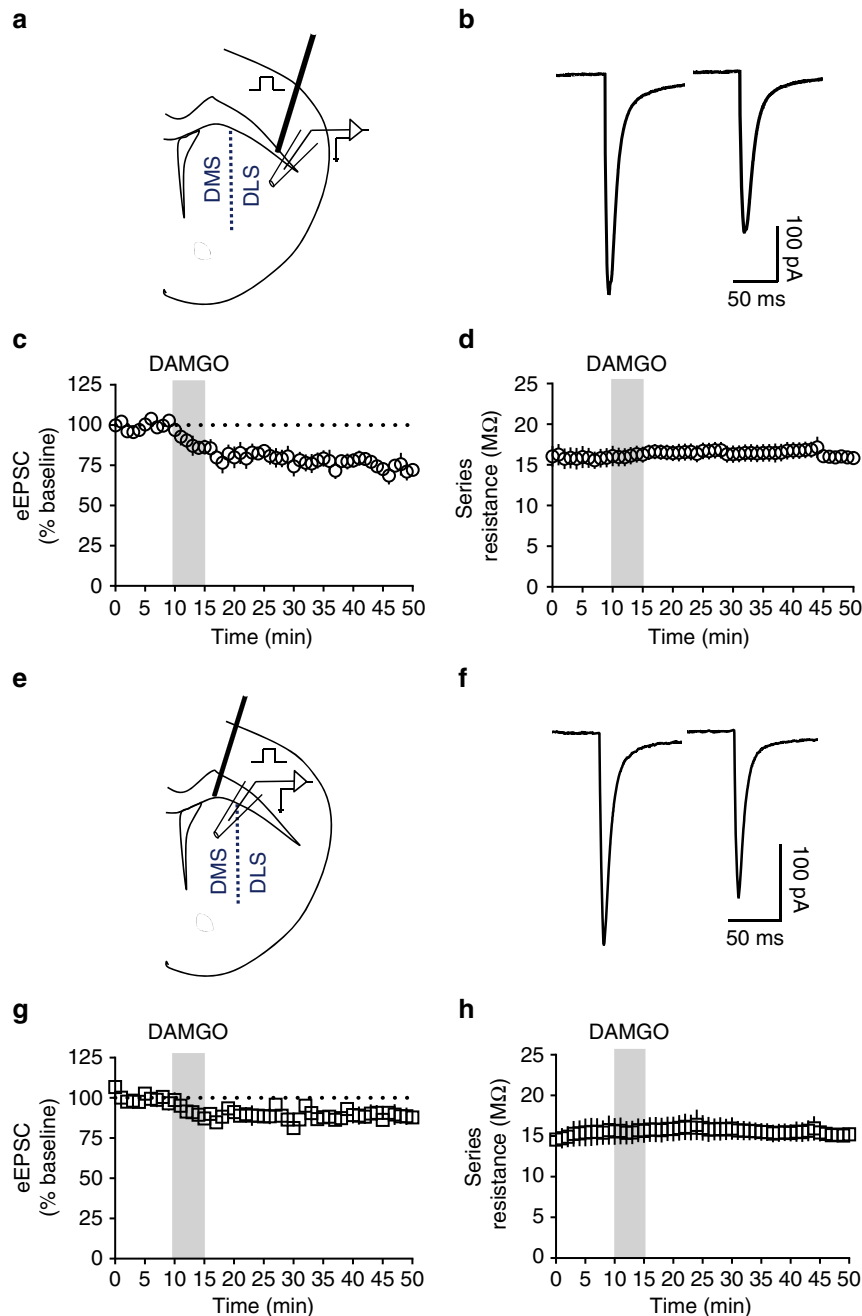 a
DMS
DLS
b
100 pA
50 ms
c
DAMGO
eEPSC
(% baseline)
125
100
75
50
25
0
0 5 10 15 20 25 30 35 40 45 50
Time (min)
d
DAMGO
Series
resistance (MΩ)
25
20
15
10
5
0
0 5 10 15 20 25 30 35 40 45 50
Time (min)
e
DMS
DLS
f
100 pA
50 ms
g
DAMGO
eEPSC
(% baseline)
125
100
75
50
25
0
0 5 10 15 20 25 30 35 40 45 50
Time (min)
h
DAMGO
Series
resistance (MΩ)
25
20
15
10
5
0
0 5 10 15 20 25 30 35 40 45 50
Time (min)